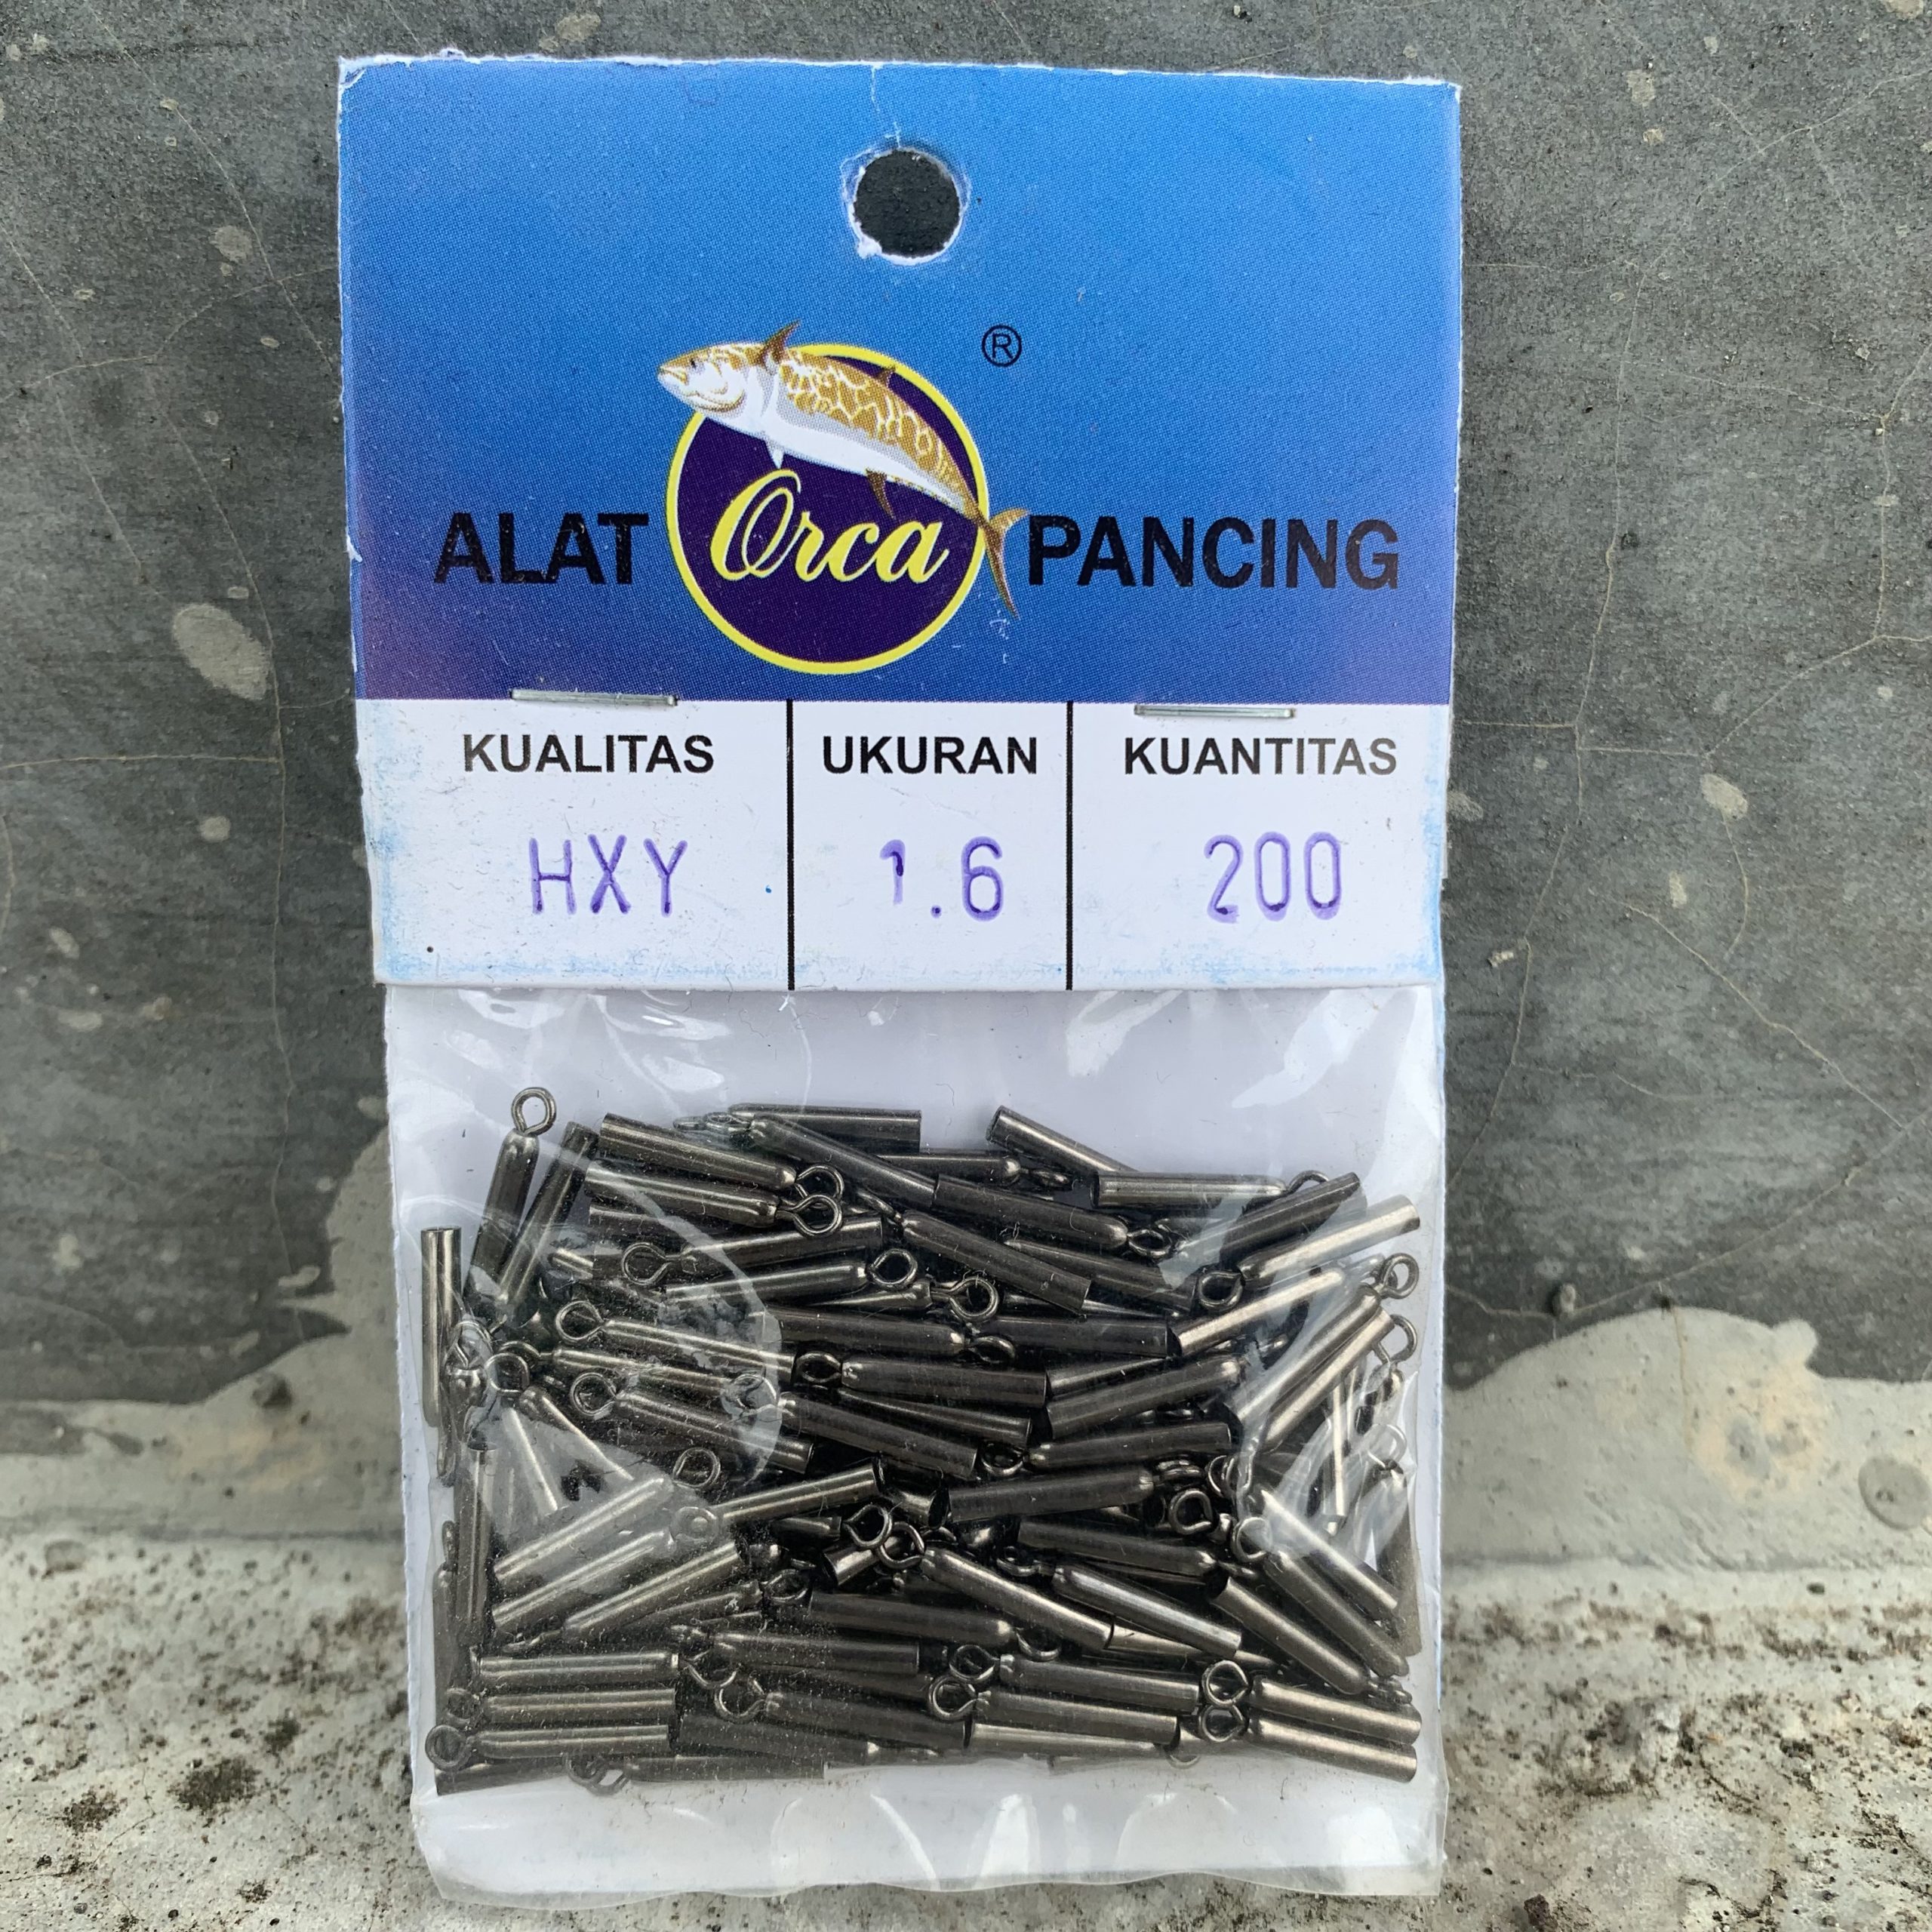 ®
ALAT Orca PANCING
KUALITAS UKURAN KUANTITAS
HXY 1.6 200